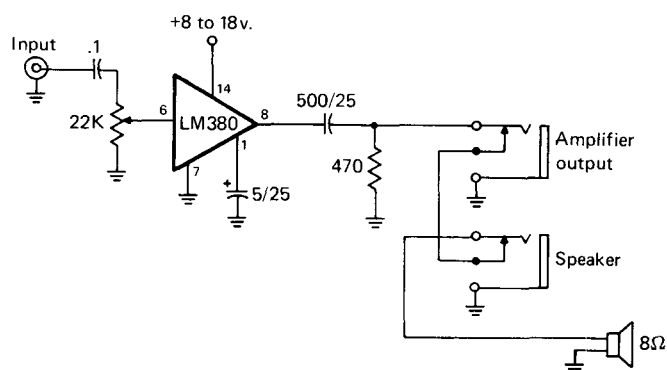 +8 to 18v.
Input
.1
14
6
22K
LM380
8
500/25
1
7
+
5/25
470
Amplifier
output
Speaker
8Ω